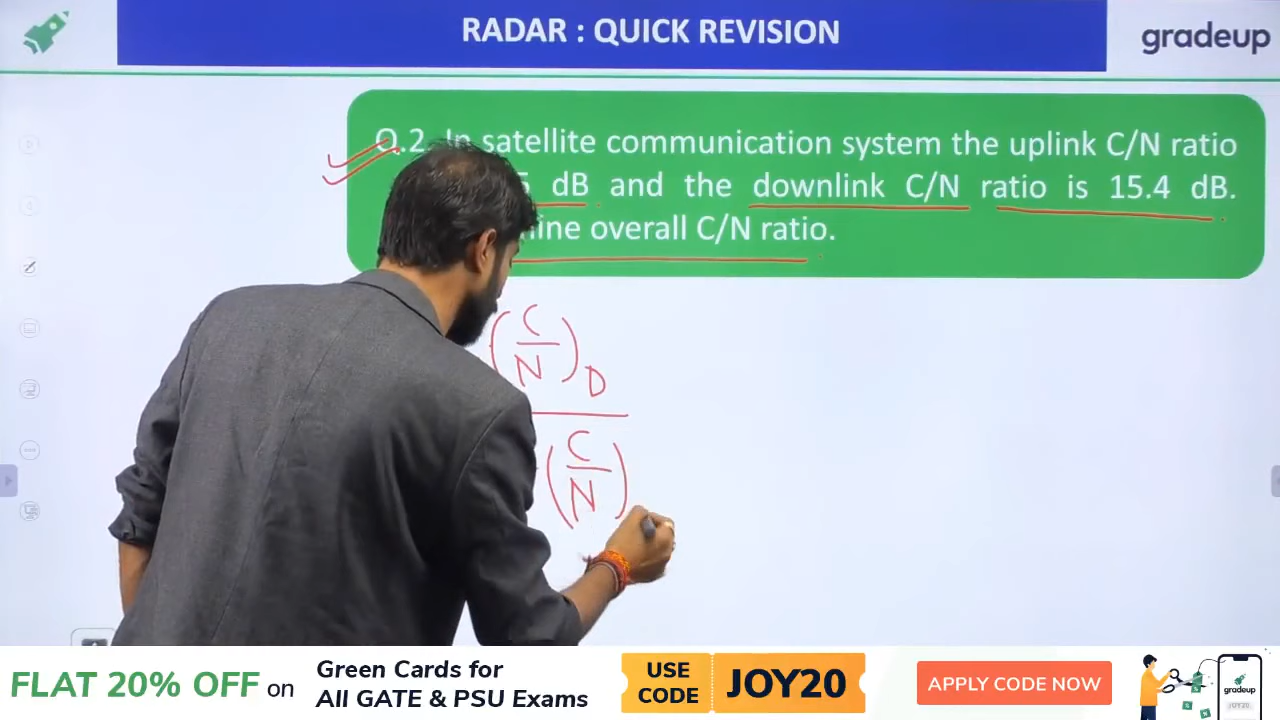 RADAR : QUICK REVISION
gradeup
Q.2. In satellite communication system the uplink C/N ratio
dB and the downlink C/N ratio is 15.4 dB.
overall C/N ratio.
(C/N)D
(C/N)
FLAT 20% OFF on
Green Cards for
All GATE & PSU Exams
USE
CODE
JOY20
APPLY CODE NOW
gradeup
JOY20